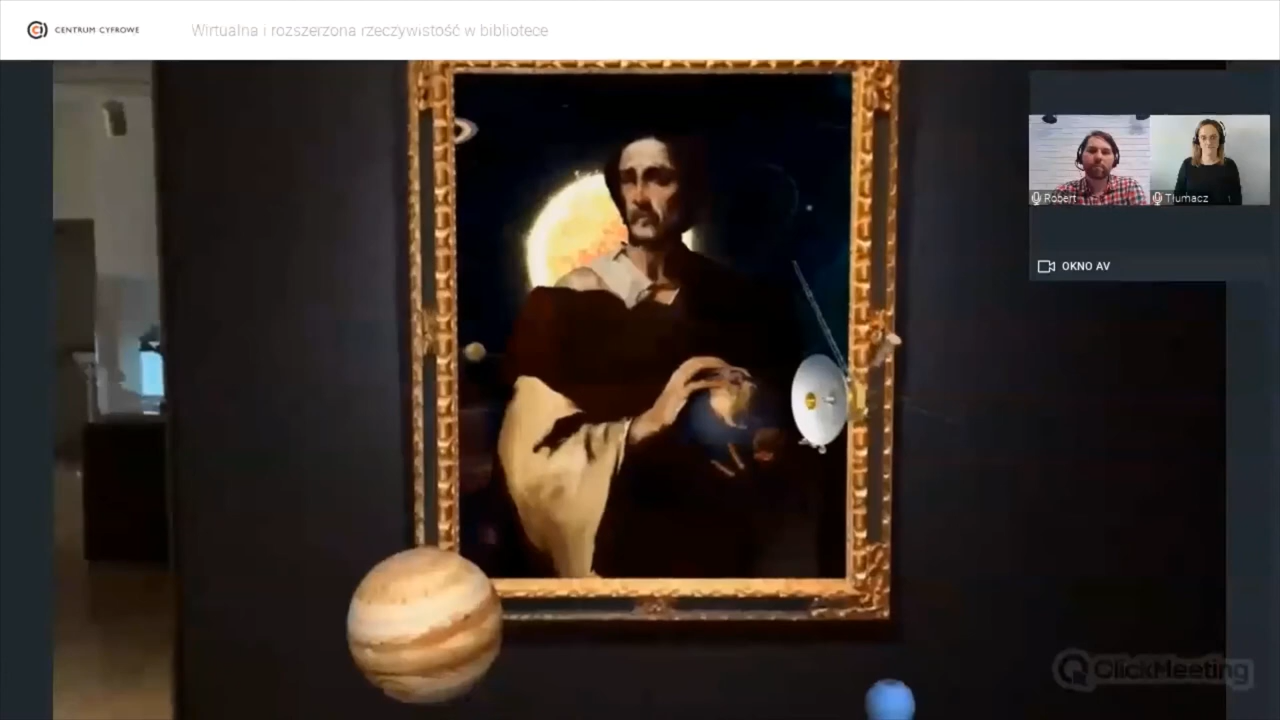 CENTRUM CYFROWE
Wirtualna i rozszerzona rzeczywistość w bibliotece
Robert
Tłumacz
OKNO AV
ClickMeeting